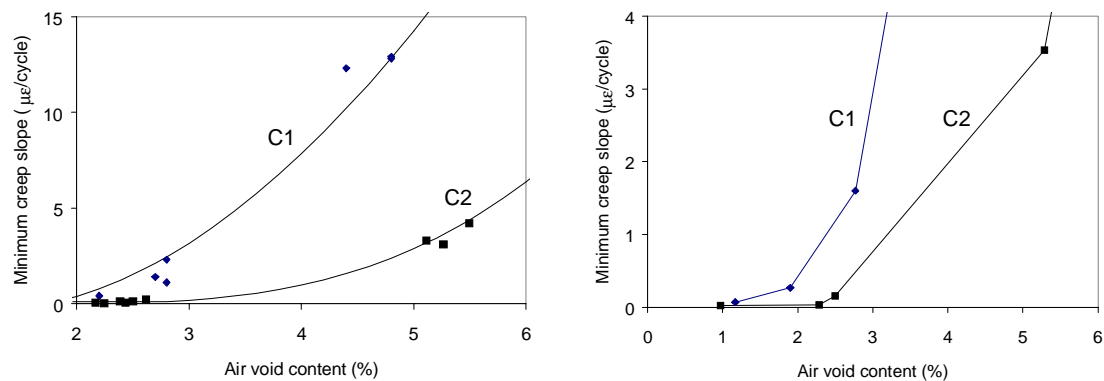 15
10
5
0
Minimum creep slope ( με/cycle)
C1
C2
2 3 4 5 6
Air void content (%)
4
3
2
1
0
Minimum creep slope (με/cycle)
C1 C2
0 1 2 3 4 5 6
Air void content (%)